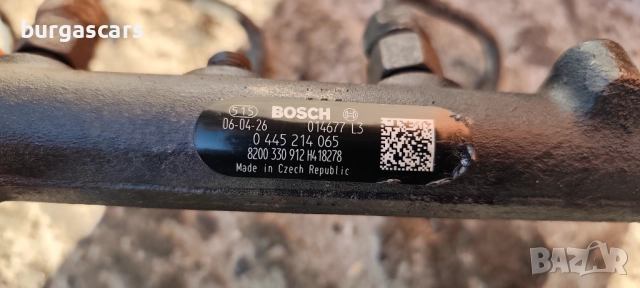 burgascars
515 BOSCH
06-04-26 014677 L3
0 445 214 065
8200 330 912 H418278
Made in Czech Republic
BAZAR